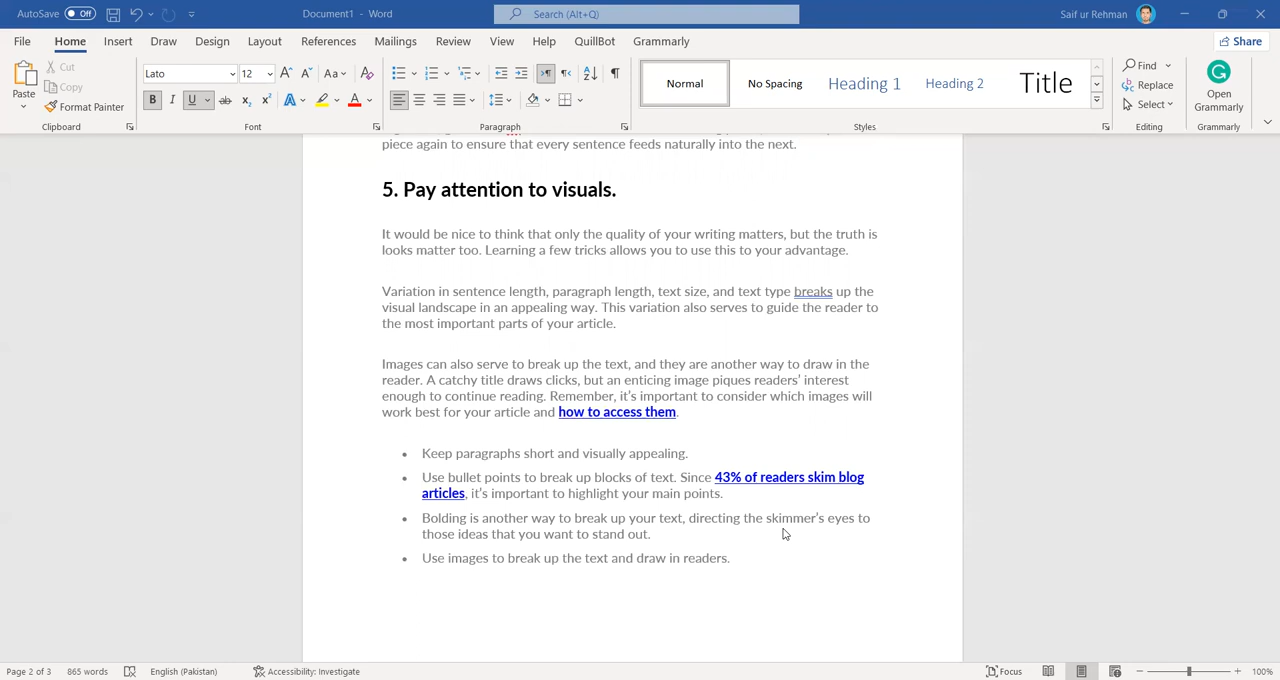 AutoSave Off Document1 - Word Search (Alt+Q) Saif ur Rehman
File Home Insert Draw Design Layout References Mailings Review View Help QuillBot Grammarly Share
Paste Cut Copy Format Painter
Lato 12 Aa
B I U ab x₂ x² A A
Normal No Spacing Heading 1 Heading 2 Title
Find Replace Select
Open Grammarly
Clipboard Font Paragraph Styles Editing Grammarly
piece again to ensure that every sentence feeds naturally into the next.
5. Pay attention to visuals.
It would be nice to think that only the quality of your writing matters, but the truth is
looks matter too. Learning a few tricks allows you to use this to your advantage.
Variation in sentence length, paragraph length, text size, and text type breaks up the
visual landscape in an appealing way. This variation also serves to guide the reader to
the most important parts of your article.
Images can also serve to break up the text, and they are another way to draw in the
reader. A catchy title draws clicks, but an enticing image piques readers’ interest
enough to continue reading. Remember, it’s important to consider which images will
work best for your article and how to access them.
• Keep paragraphs short and visually appealing.
• Use bullet points to break up blocks of text. Since 43% of readers skim blog
articles, it’s important to highlight your main points.
• Bolding is another way to break up your text, directing the skimmer’s eyes to
those ideas that you want to stand out.
• Use images to break up the text and draw in readers.
Page 2 of 3 865 words English (Pakistan) Accessibility: Investigate Focus 100%